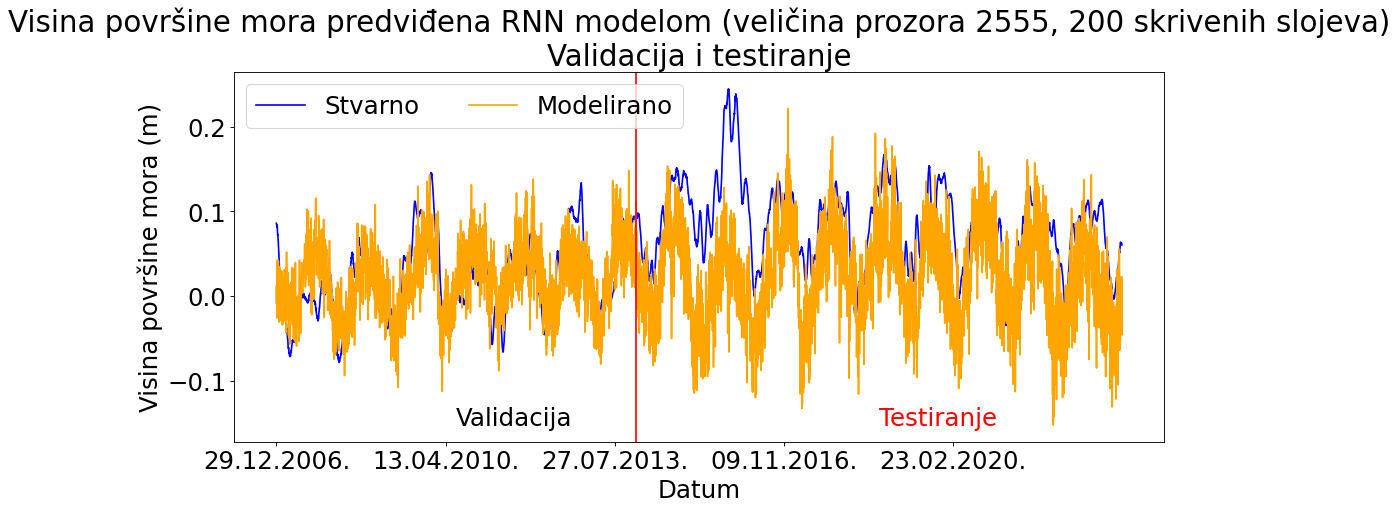 Visina površine mora predviđena RNN modelom (veličina prozora 2555, 200 skrivenih slojeva)
Validacija i testiranje
Stvarno
Modelirano
Visina površine mora (m)
0.2
0.1
0.0
−0.1
Validacija
Testiranje
29.12.2006.
13.04.2010.
27.07.2013.
09.11.2016.
23.02.2020.
Datum